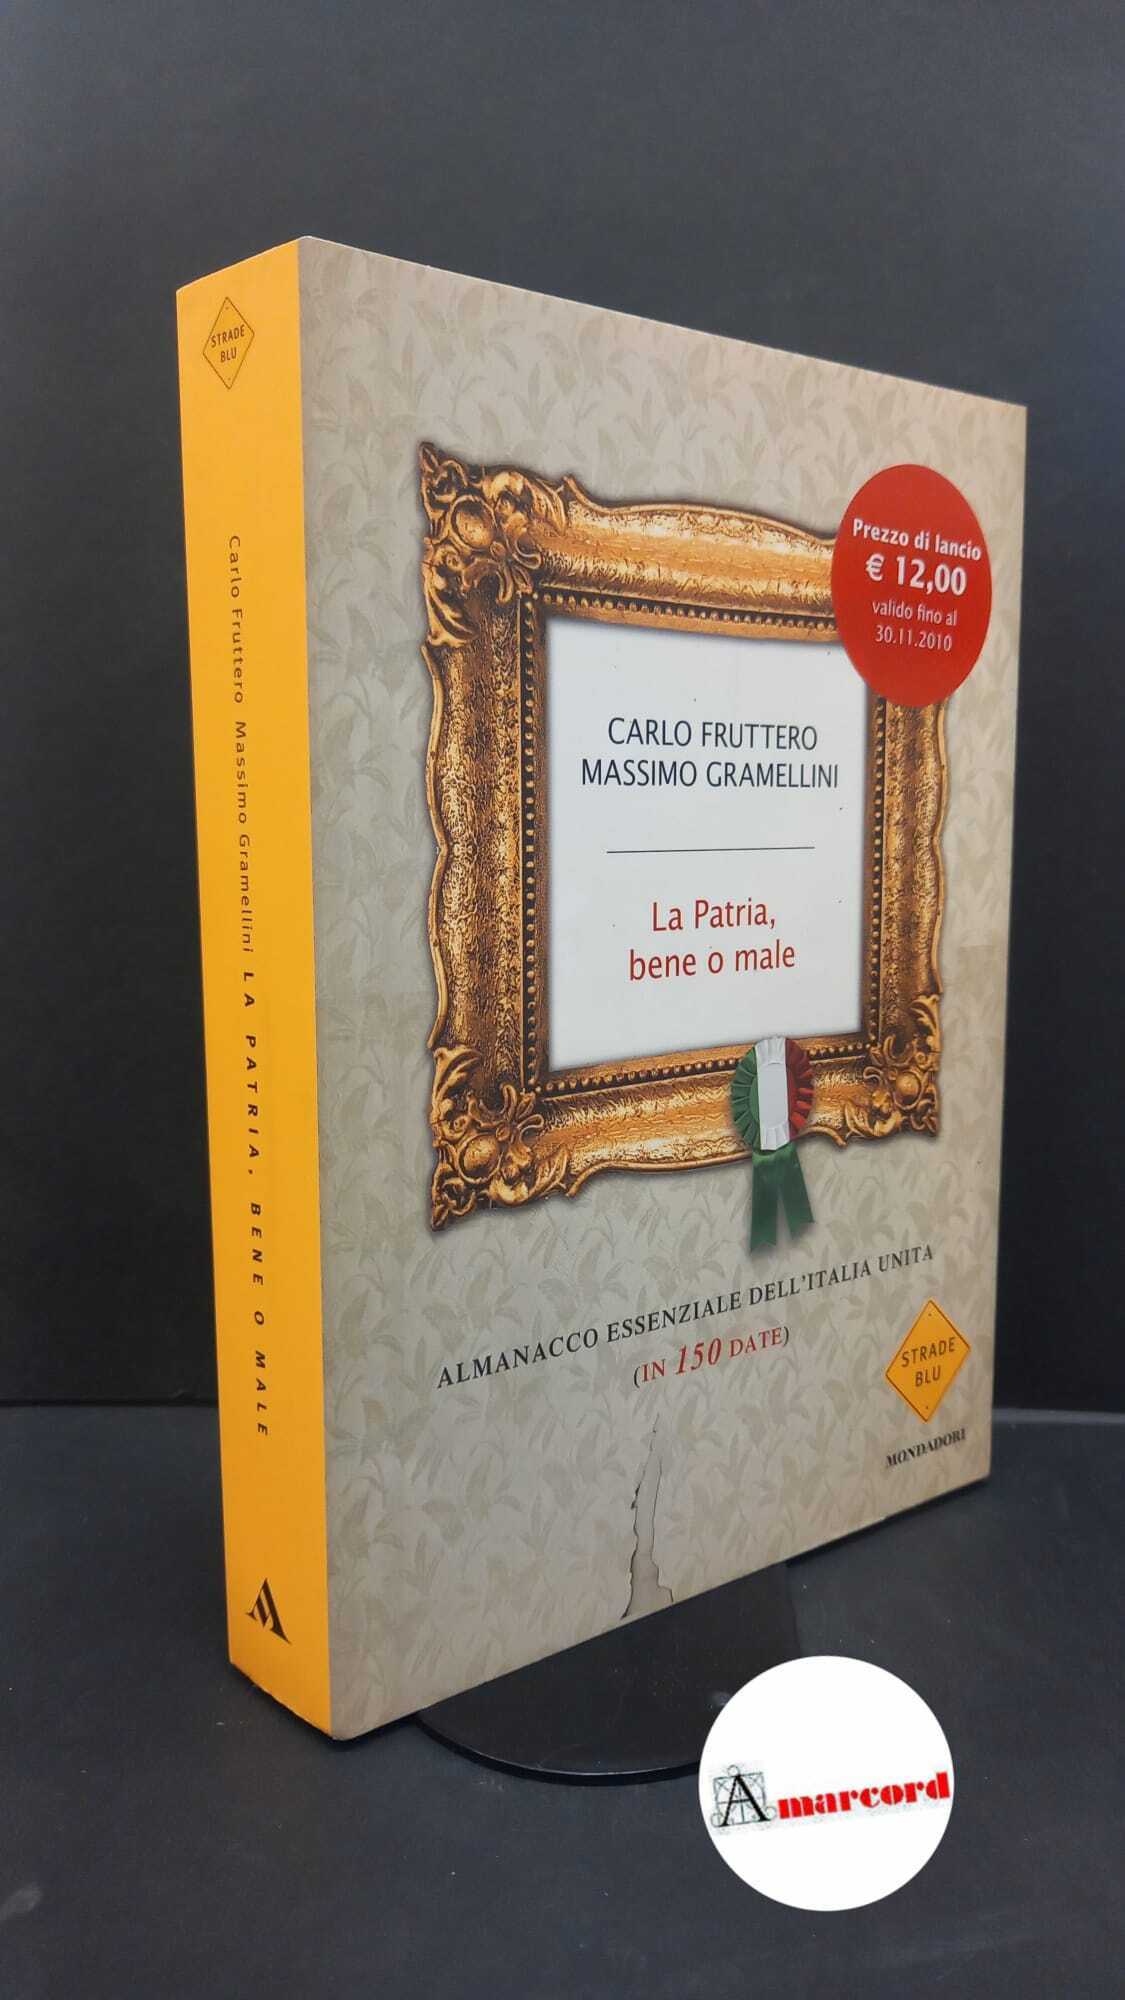 STRADE
BLU
Carlo Fruttero Massimo Gramellini LA PATRIA, BENE O MALE
Prezzo di lancio
€ 12,00
valido fino al
30.11.2010
CARLO FRUTTERO
MASSIMO GRAMELLINI
La Patria,
bene o male
ALMANACCO ESSENZIALE DELL'ITALIA UNITA
(IN 150 DATE)
STRADE
BLU
MONDADORI
Amarcord